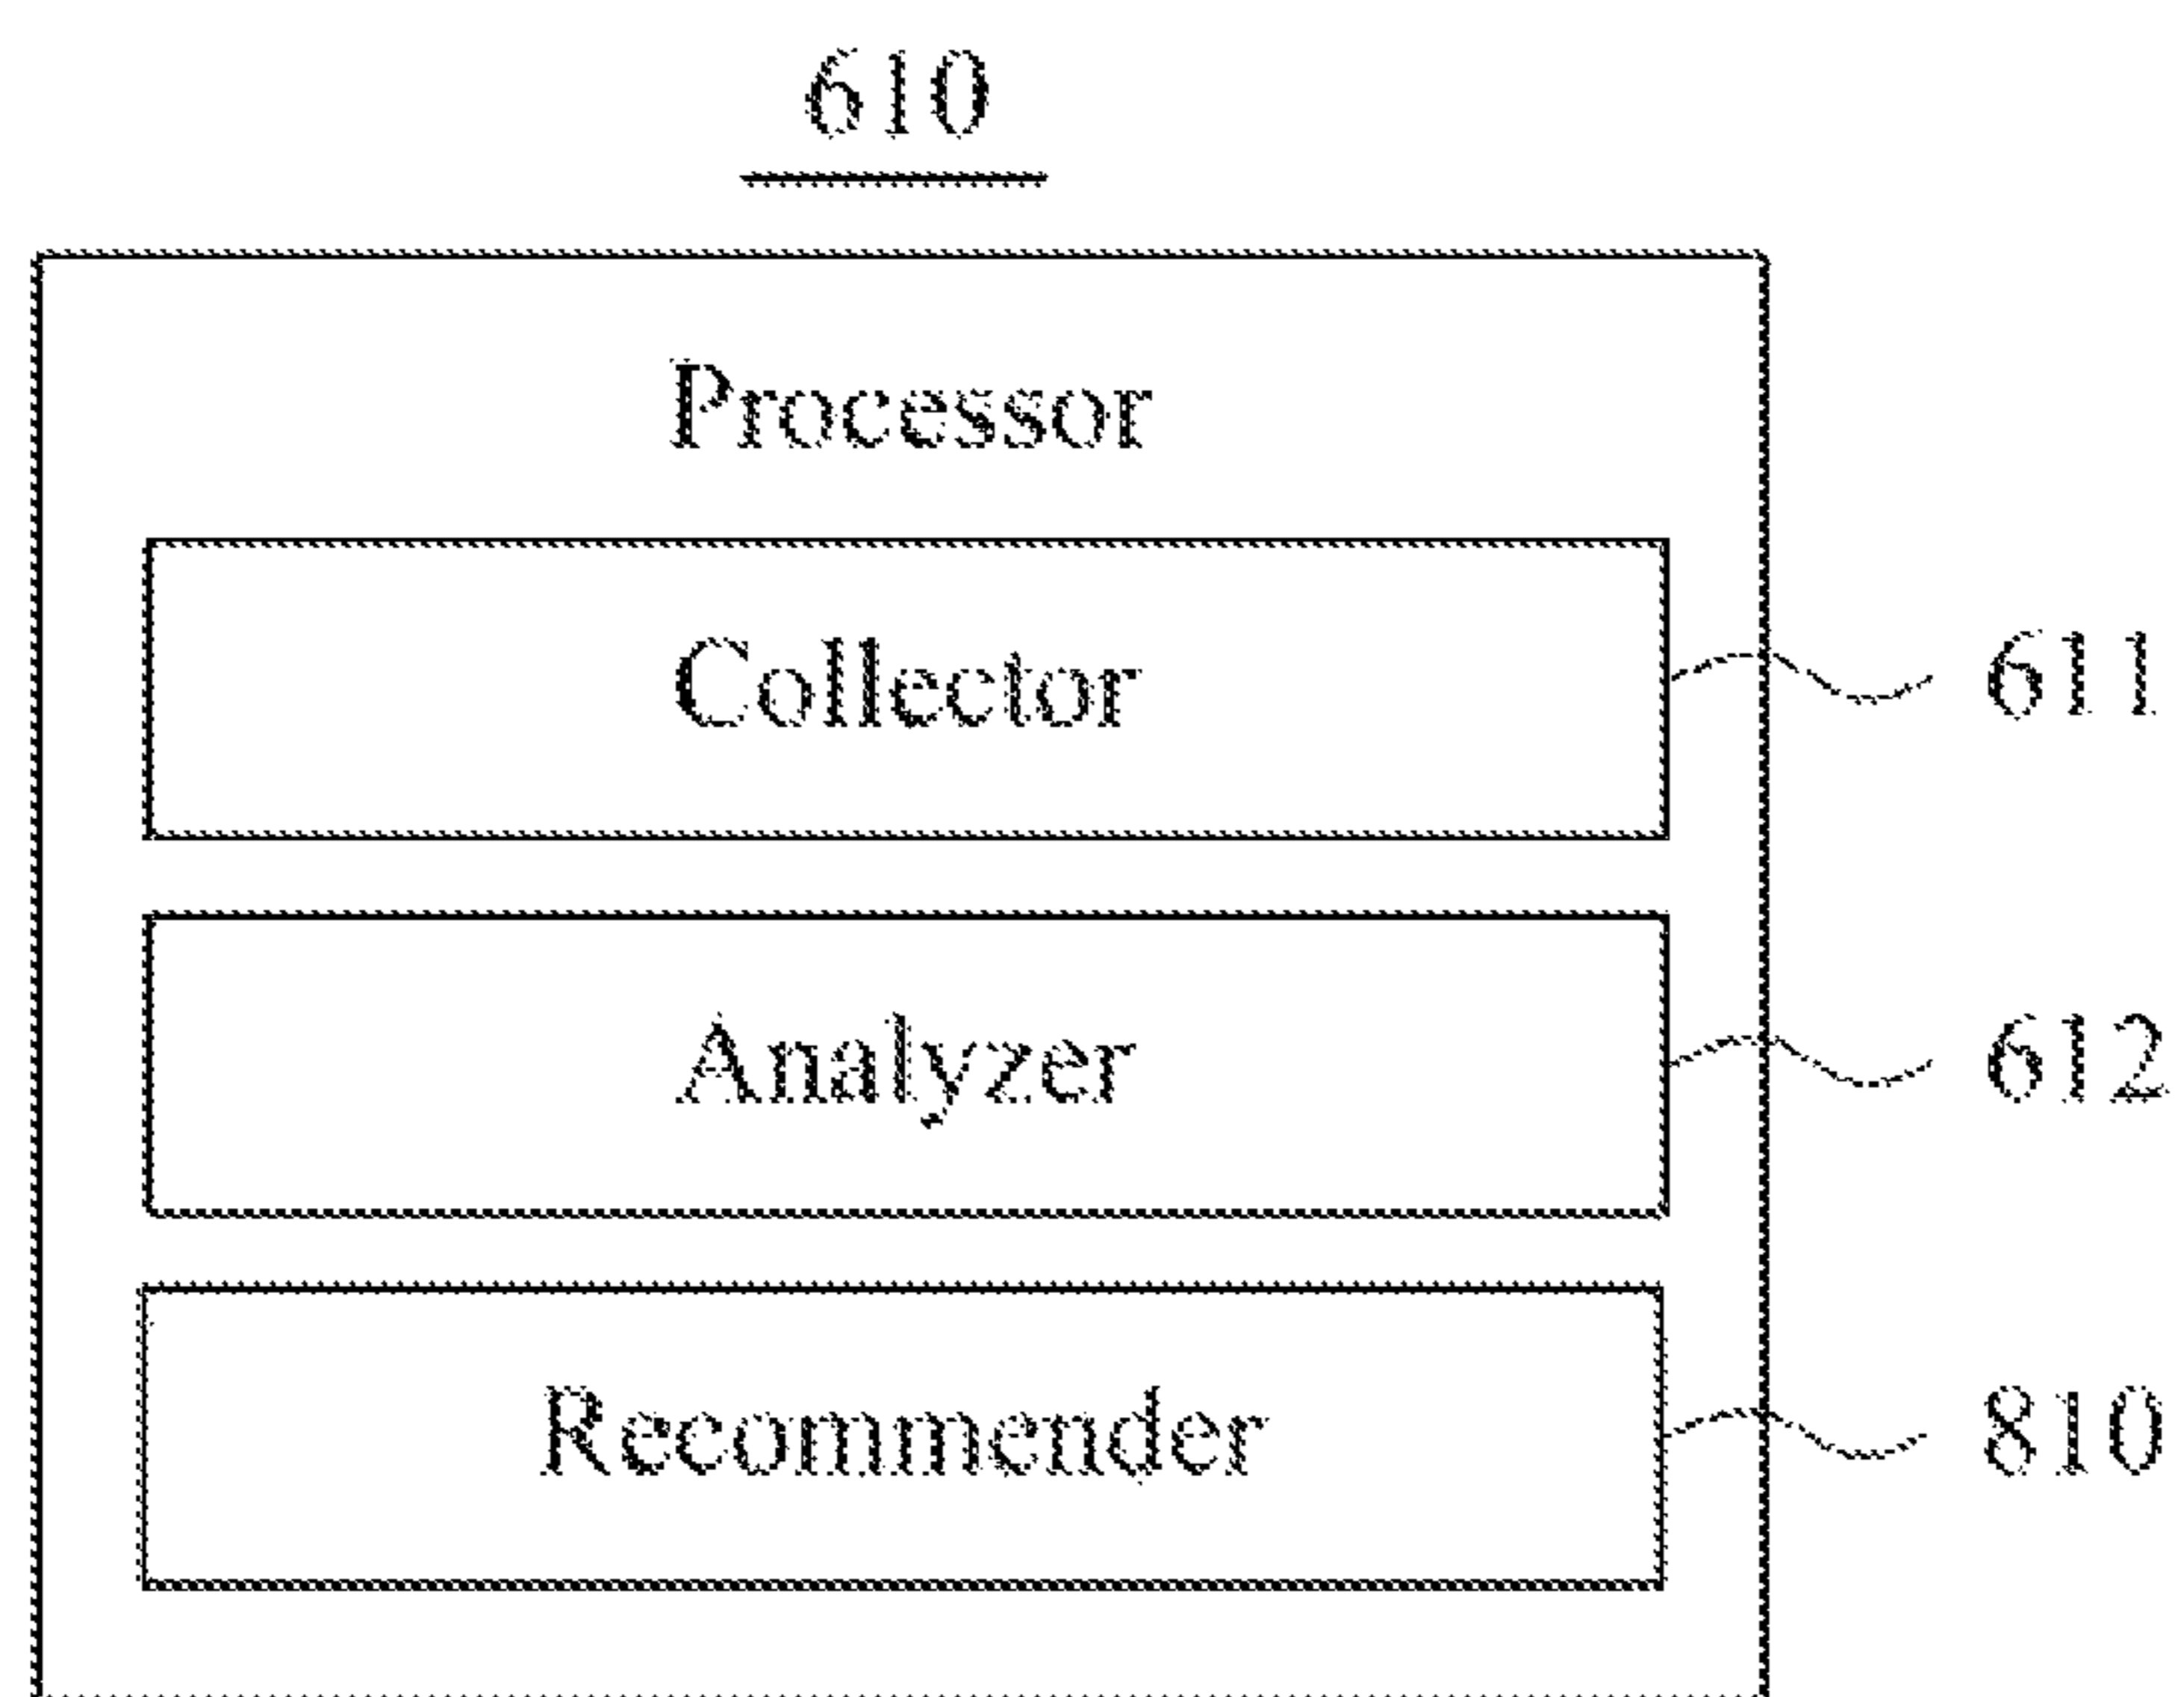 610
Processor
Collector
611
Analyzer
612
Recommender
810